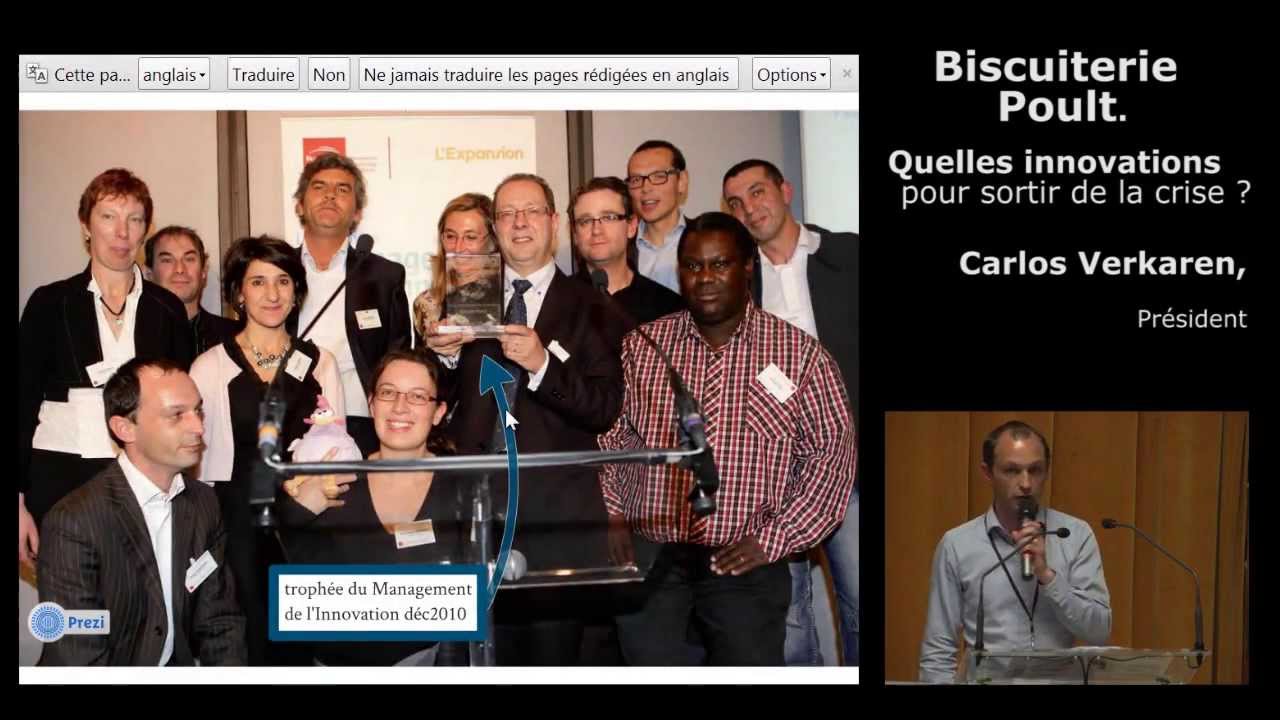 Cette pa... anglais Traduire Non Ne jamais traduire les pages rédigées en anglais Options ×
L'Expansion
trophée du Management
de l'Innovation déc2010
Prezi
Biscuiterie
Poult.
Quelles innovations
pour sortir de la crise ?
Carlos Verkaren,
Président